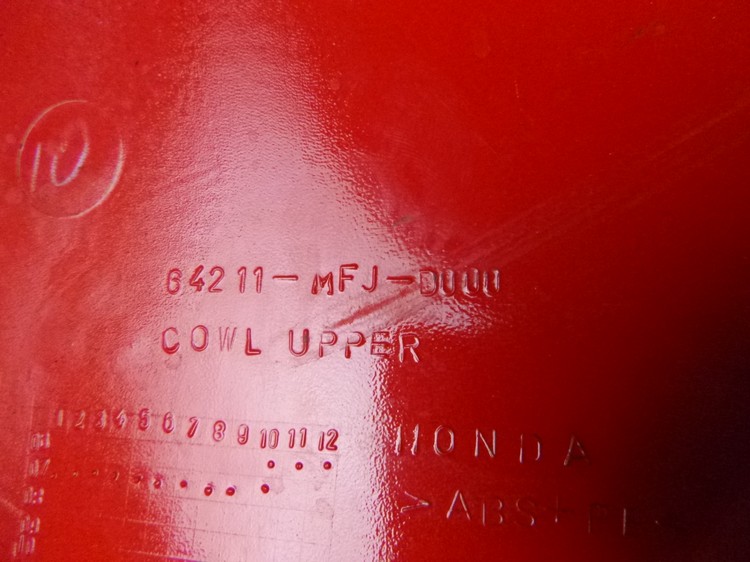 10
64211-MFJ-D000
COWL UPPER
1 2 3 4 5 6 7 8 9 10 11 12
HONDA
>ABS+